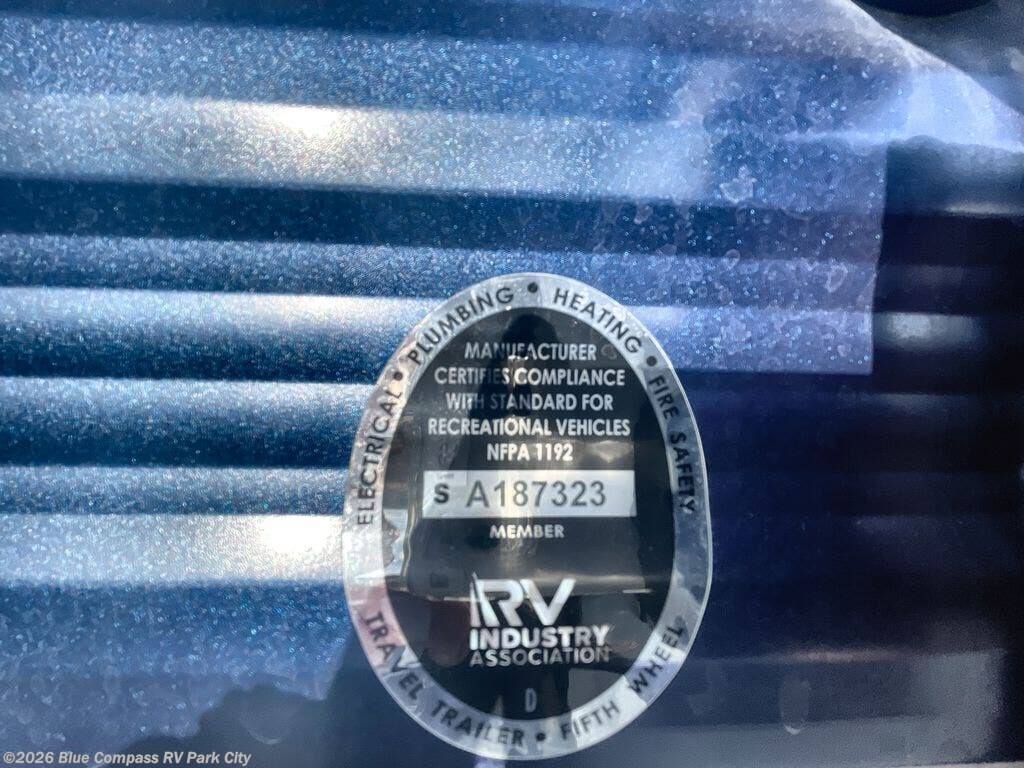 ELECTRICAL • PLUMBING • HEATING • FIRE SAFETY
MANUFACTURER
CERTIFIES COMPLIANCE
WITH STANDARD FOR
RECREATIONAL VEHICLES
NFPA 1192
S A187323
MEMBER
RV
INDUSTRY
ASSOCIATION
D
TRAVEL TRAILER • FIFTH WHEEL
©2026 Blue Compass RV Park City